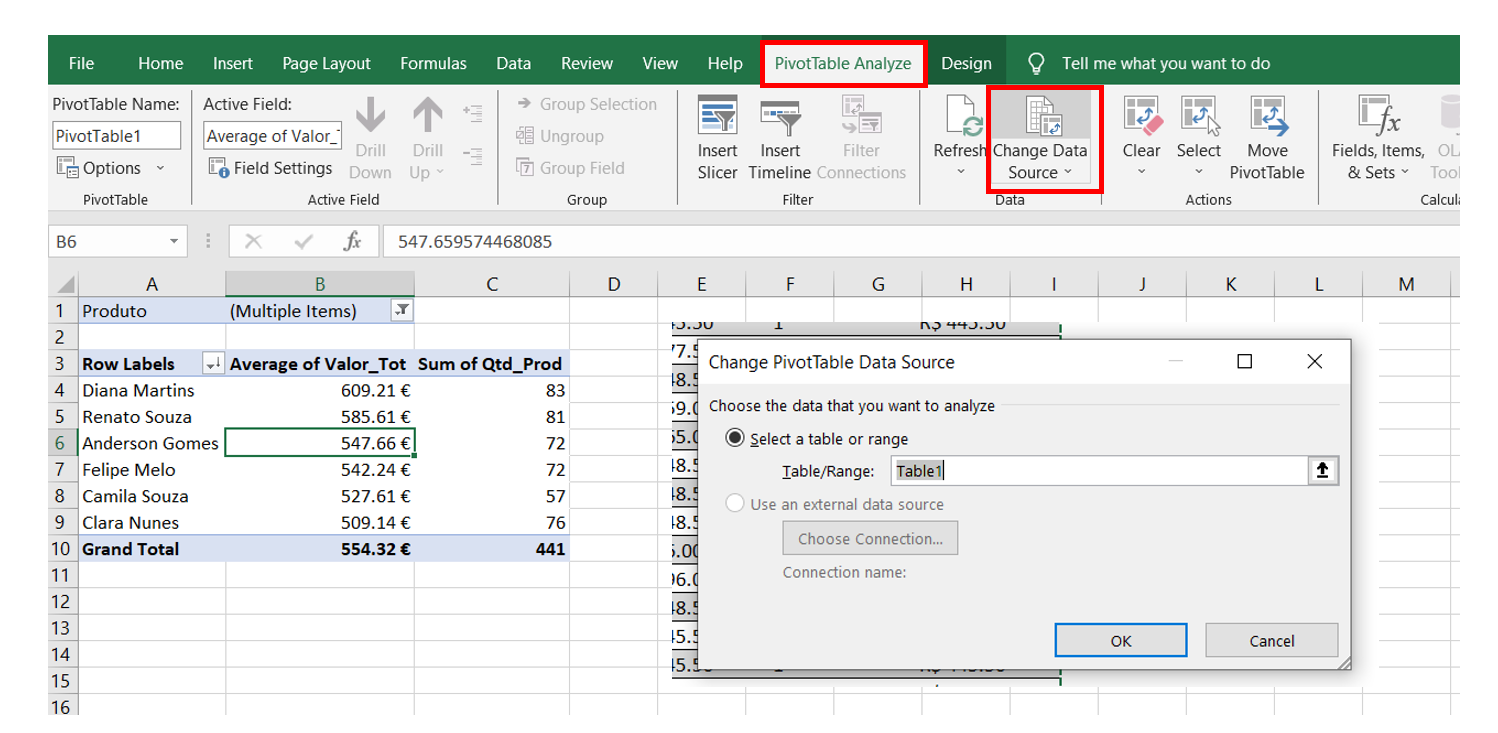 File Home Insert Page Layout Formulas Data Review View Help PivotTable Analyze Design Tell me what you want to do
PivotTable Name:
PivotTable1
Options
PivotTable
Active Field:
Average of Valor_
Field Settings
Drill Down
Drill Up
Active Field
Group Selection
Ungroup
Group Field
Group
Insert Slicer
Insert Timeline
Filter Connections
Filter
Refresh
Change Data Source
Data
Clear
Select
Move PivotTable
Actions
Fields, Items, & Sets
B6 fx 547.659574468085
A B C D E F G H I J K L M
1 Produto (Multiple Items)
2
3 Row Labels Average of Valor_Tot Sum of Qtd_Prod
4 Diana Martins 609.21 € 83
5 Renato Souza 585.61 € 81
6 Anderson Gomes 547.66 € 72
7 Felipe Melo 542.24 € 72
8 Camila Souza 527.61 € 57
9 Clara Nunes 509.14 € 76
10 Grand Total 554.32 € 441
11
12
13
14
15
16
Change PivotTable Data Source
Choose the data that you want to analyze
Select a table or range
Table/Range: Table1
Use an external data source
Choose Connection...
Connection name:
OK Cancel